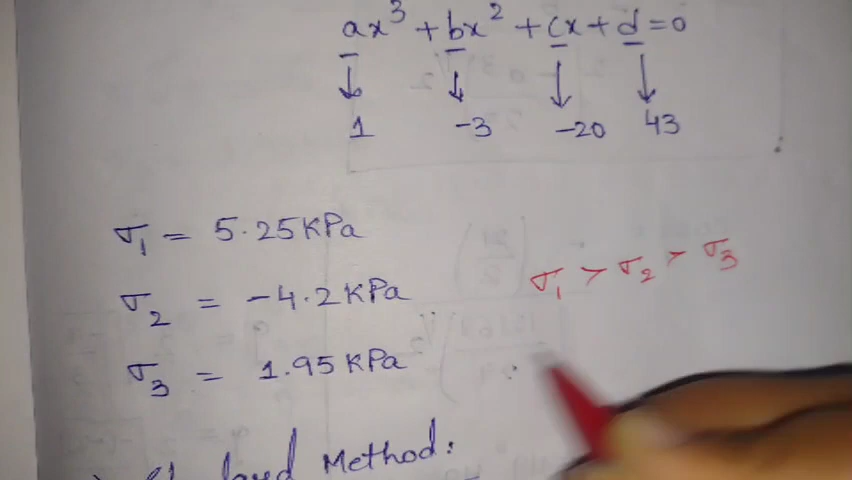 ax³ + bx² + cx + d = 0
1 -3 -20 43
σ₁ = 5.25 KPa
σ₂ = -4.2 KPa
σ₁ > σ₂ > σ₃
σ₃ = 1.95 KPa
Method: